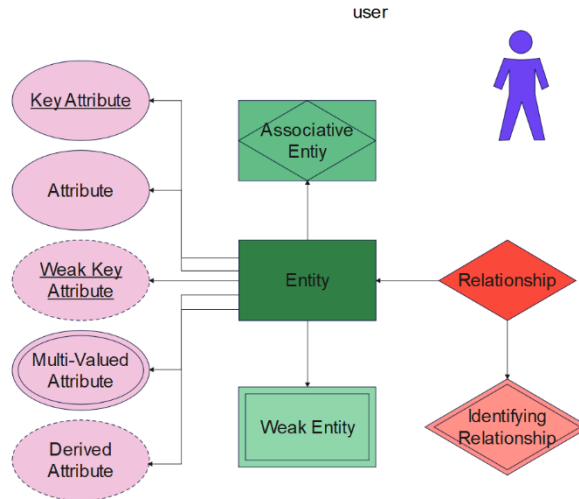 user
Key Attribute
Associative
Entiy
Attribute
Weak Key
Attribute
Entity
Relationship
Multi-Valued
Attribute
Weak Entity
Identifying
Relationship
Derived
Attribute